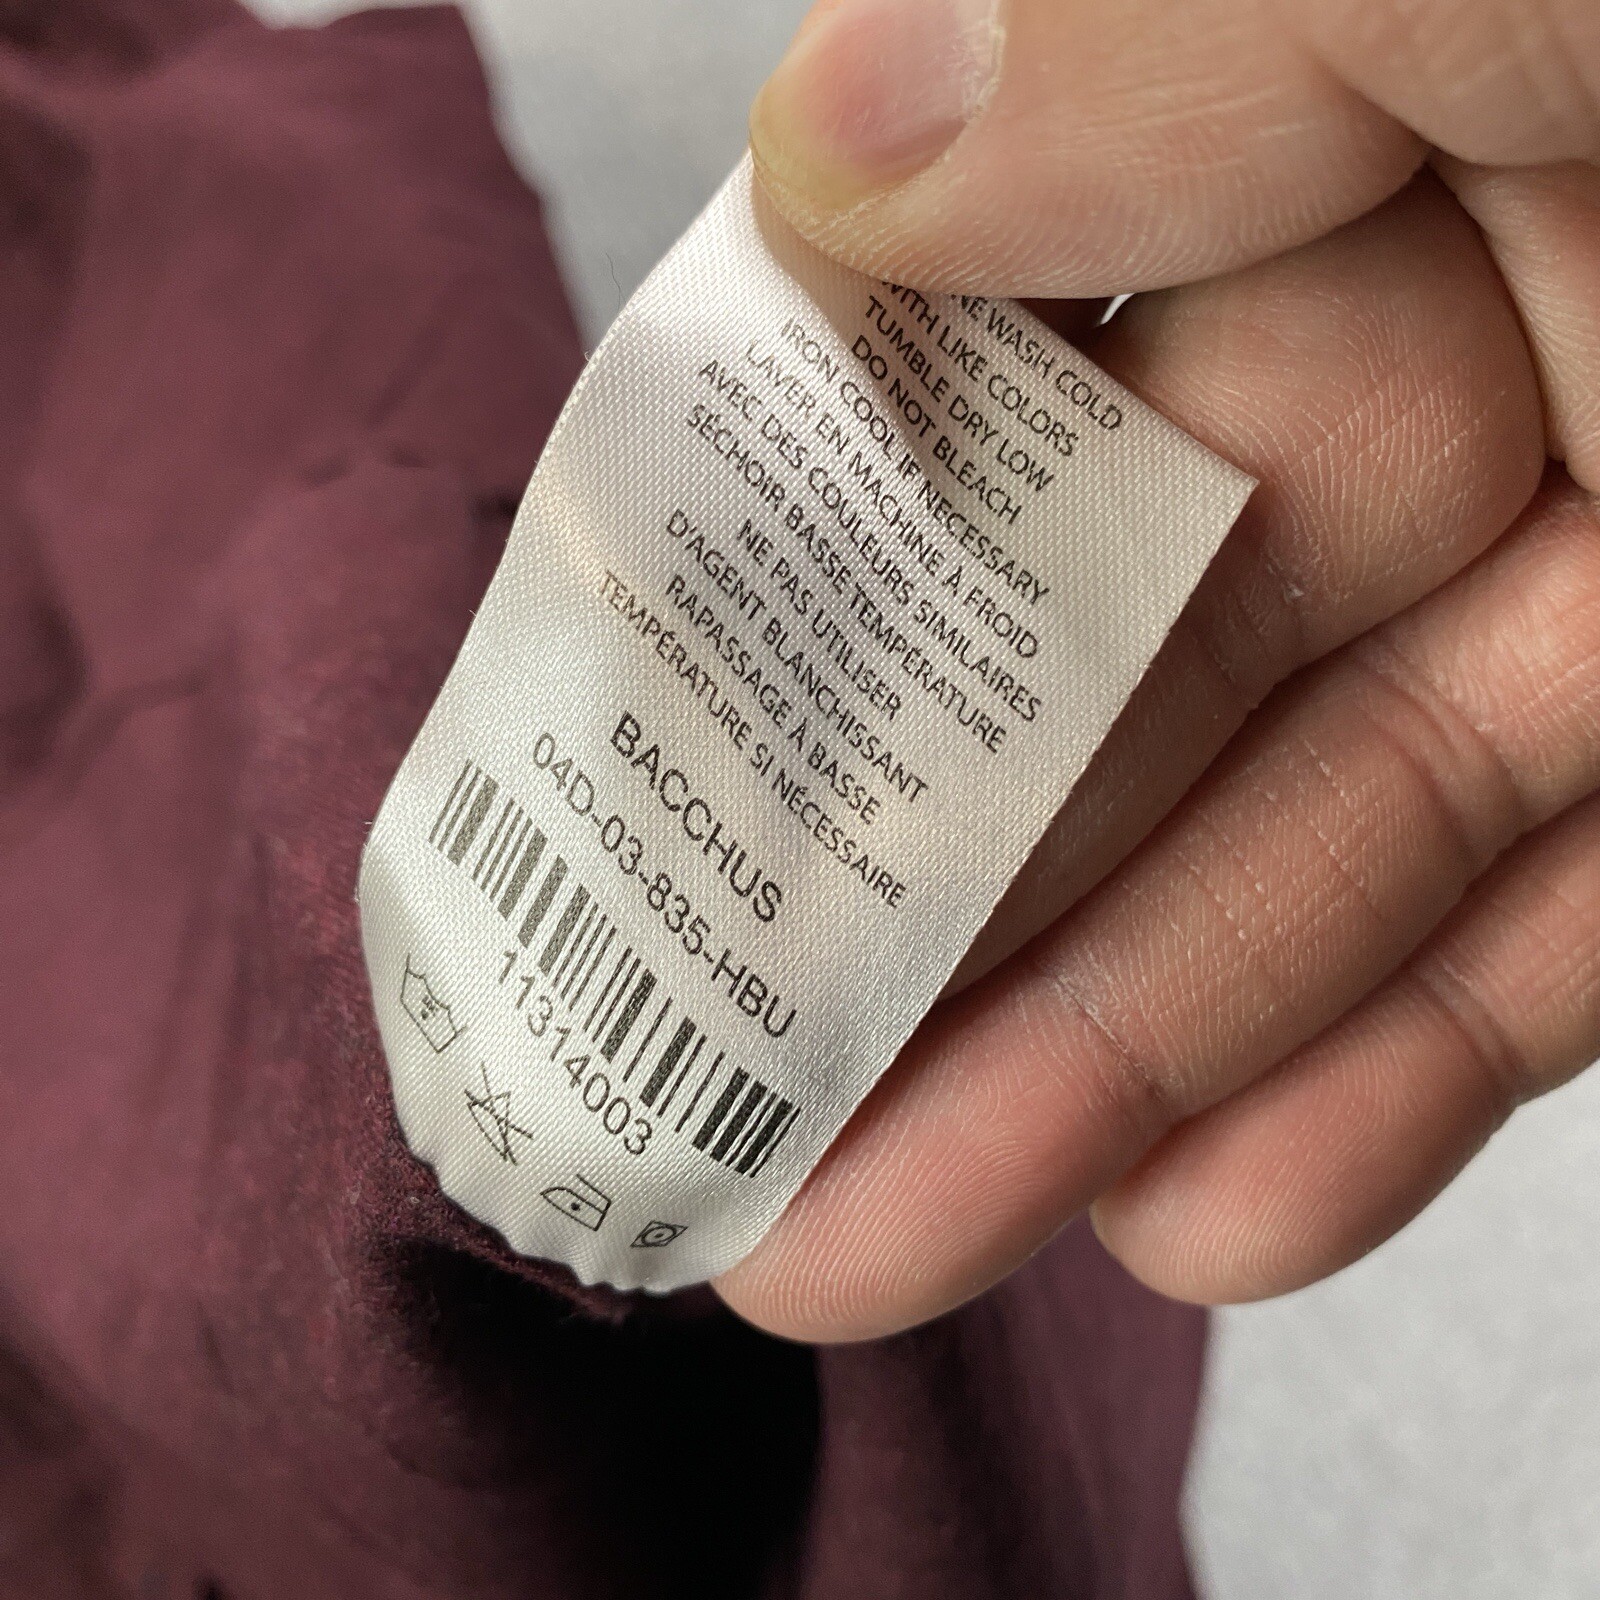 WASH COLD
WITH LIKE COLORS
TUMBLE DRY LOW
DO NOT BLEACH
IRON COOL IF NECESSARY
LAVER EN MACHINE À FROID
AVEC DES COULEURS SIMILAIRES
SÉCHOIR BASSE TEMPÉRATURE
NE PAS UTILISER
D'AGENT BLANCHISSANT
RAPASSAGE À BASSE
TEMPÉRATURE SI NÉCESSAIRE
BACCHUS
04D-03-835-HBU
11314003